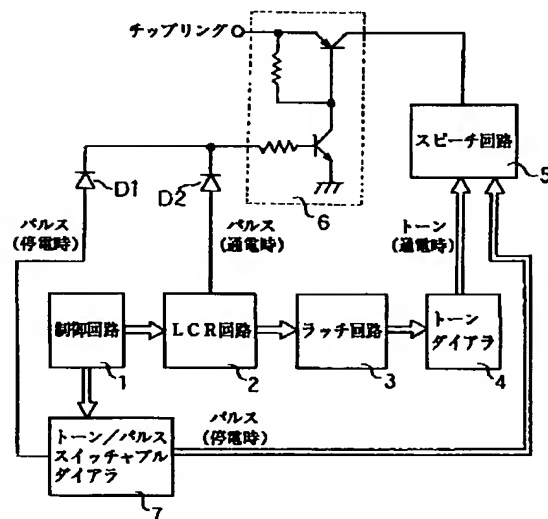 チップリング
スピーチ回路
5
D1
D2
6
パルス
(停電時)
パルス
(通電時)
トーン
(通電時)
制御回路
1
LCR回路
2
ラッチ回路
3
トーン
ダイアラ
4
パルス
(停電時)
トーン/パルス
スイッチャブル
ダイアラ
7